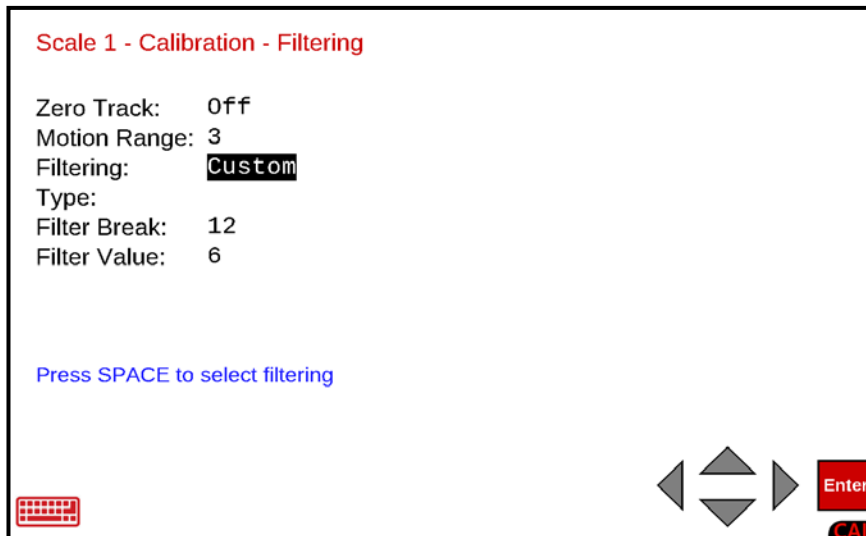 Scale 1 - Calibration - Filtering
Zero Track: Off
Motion Range: 3
Filtering: Custom
Type:
Filter Break: 12
Filter Value: 6
Press SPACE to select filtering
Enter